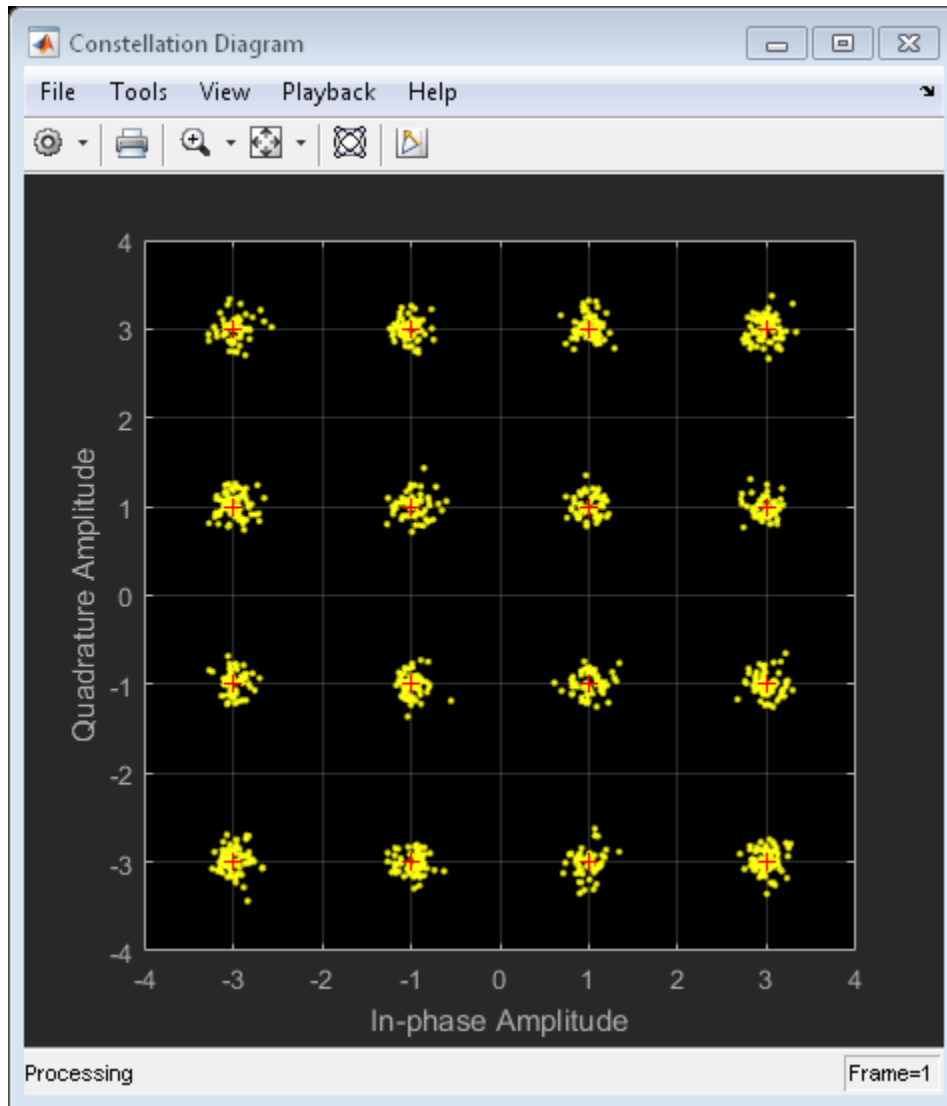 Constellation Diagram
File Tools View Playback Help
4
3
2
1
0
-1
-2
-3
-4
Quadrature Amplitude
-4 -3 -2 -1 0 1 2 3 4
In-phase Amplitude
Processing Frame=1